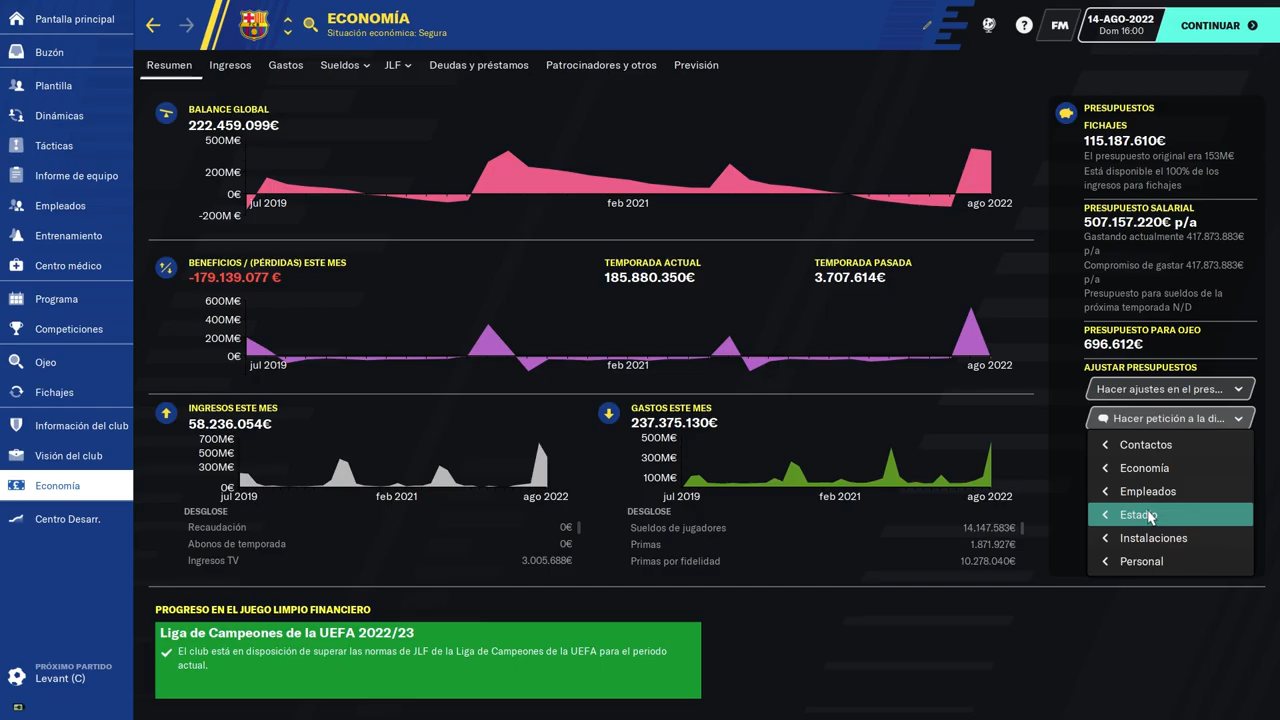 Pantalla principal
Buzón
Plantilla
Dinámicas
Tácticas
Informe de equipo
Empleados
Entrenamiento
Centro médico
Programa
Competiciones
Ojeo
Fichajes
Información del club
Visión del club
Economía
Centro Desarr.
PRÓXIMO PARTIDO
Levant (C)
ECONOMÍA
Situación económica: Segura
FM
14-AGO-2022
Dom 16:00
CONTINUAR
Resumen Ingresos Gastos Sueldos JLF Deudas y préstamos Patrocinadores y otros Previsión
BALANCE GLOBAL
222.459.099€
500M€
200M€
0€
-200M €
jul 2019 feb 2021 ago 2022
BENEFICIOS / (PÉRDIDAS) ESTE MES
-179.139.077 €
TEMPORADA ACTUAL
185.880.350€
TEMPORADA PASADA
3.707.614€
600M€
400M€
200M€
0€
jul 2019 feb 2021 ago 2022
INGRESOS ESTE MES
58.236.054€
700M€
500M€
300M€
0€
jul 2019 feb 2021 ago 2022
DESGLOSE
Recaudación 0€
Abonos de temporada 0€
Ingresos TV 3.005.688€
GASTOS ESTE MES
237.375.130€
500M€
300M€
100M€
jul 2019 feb 2021 ago 2022
DESGLOSE
Sueldos de jugadores 14.147.583€
Primas 1.871.927€
Primas por fidelidad 10.278.040€
PROGRESO EN EL JUEGO LIMPIO FINANCIERO
Liga de Campeones de la UEFA 2022/23
El club está en disposición de superar las normas de JLF de la Liga de Campeones de la UEFA para el periodo
actual.
PRESUPUESTOS
FICHAJES
115.187.610€
El presupuesto original era 153M€
Está disponible el 100% de los
ingresos para fichajes
PRESUPUESTO SALARIAL
507.157.220€ p/a
Gastando actualmente 417.873.883€
p/a
Compromiso de gastar 417.873.883€
p/a
Presupuesto para sueldos de la
próxima temporada N/D
PRESUPUESTO PARA OJEO
696.612€
AJUSTAR PRESUPUESTOS
Hacer ajustes en el pres...
Hacer petición a la di...
Contactos
Economía
Empleados
Estadio
Instalaciones
Personal